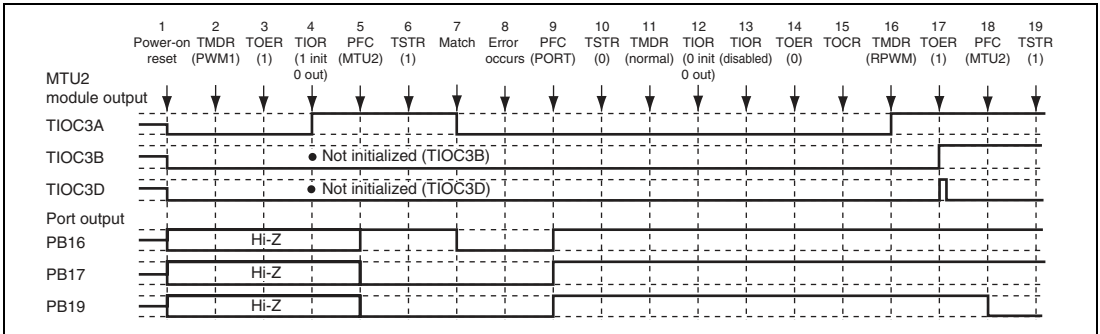 1 2 3 4 5 6 7 8 9 10 11 12 13 14 15 16 17 18 19
Power-on TMDR TOER TIOR PFC TSTR Match Error PFC TSTR TMDR TIOR TIOR TOER TOCR TMDR TOER PFC TSTR
reset (PWM1) (1) (1 init (MTU2) (1) occurs (PORT) (0) (normal) (0 init (disabled) (0) (RPWM) (1) (MTU2) (1)
0 out) 0 out)
MTU2
module output
TIOC3A
TIOC3B • Not initialized (TIOC3B)
TIOC3D • Not initialized (TIOC3D)
Port output
PB16 Hi-Z
PB17 Hi-Z
PB19 Hi-Z